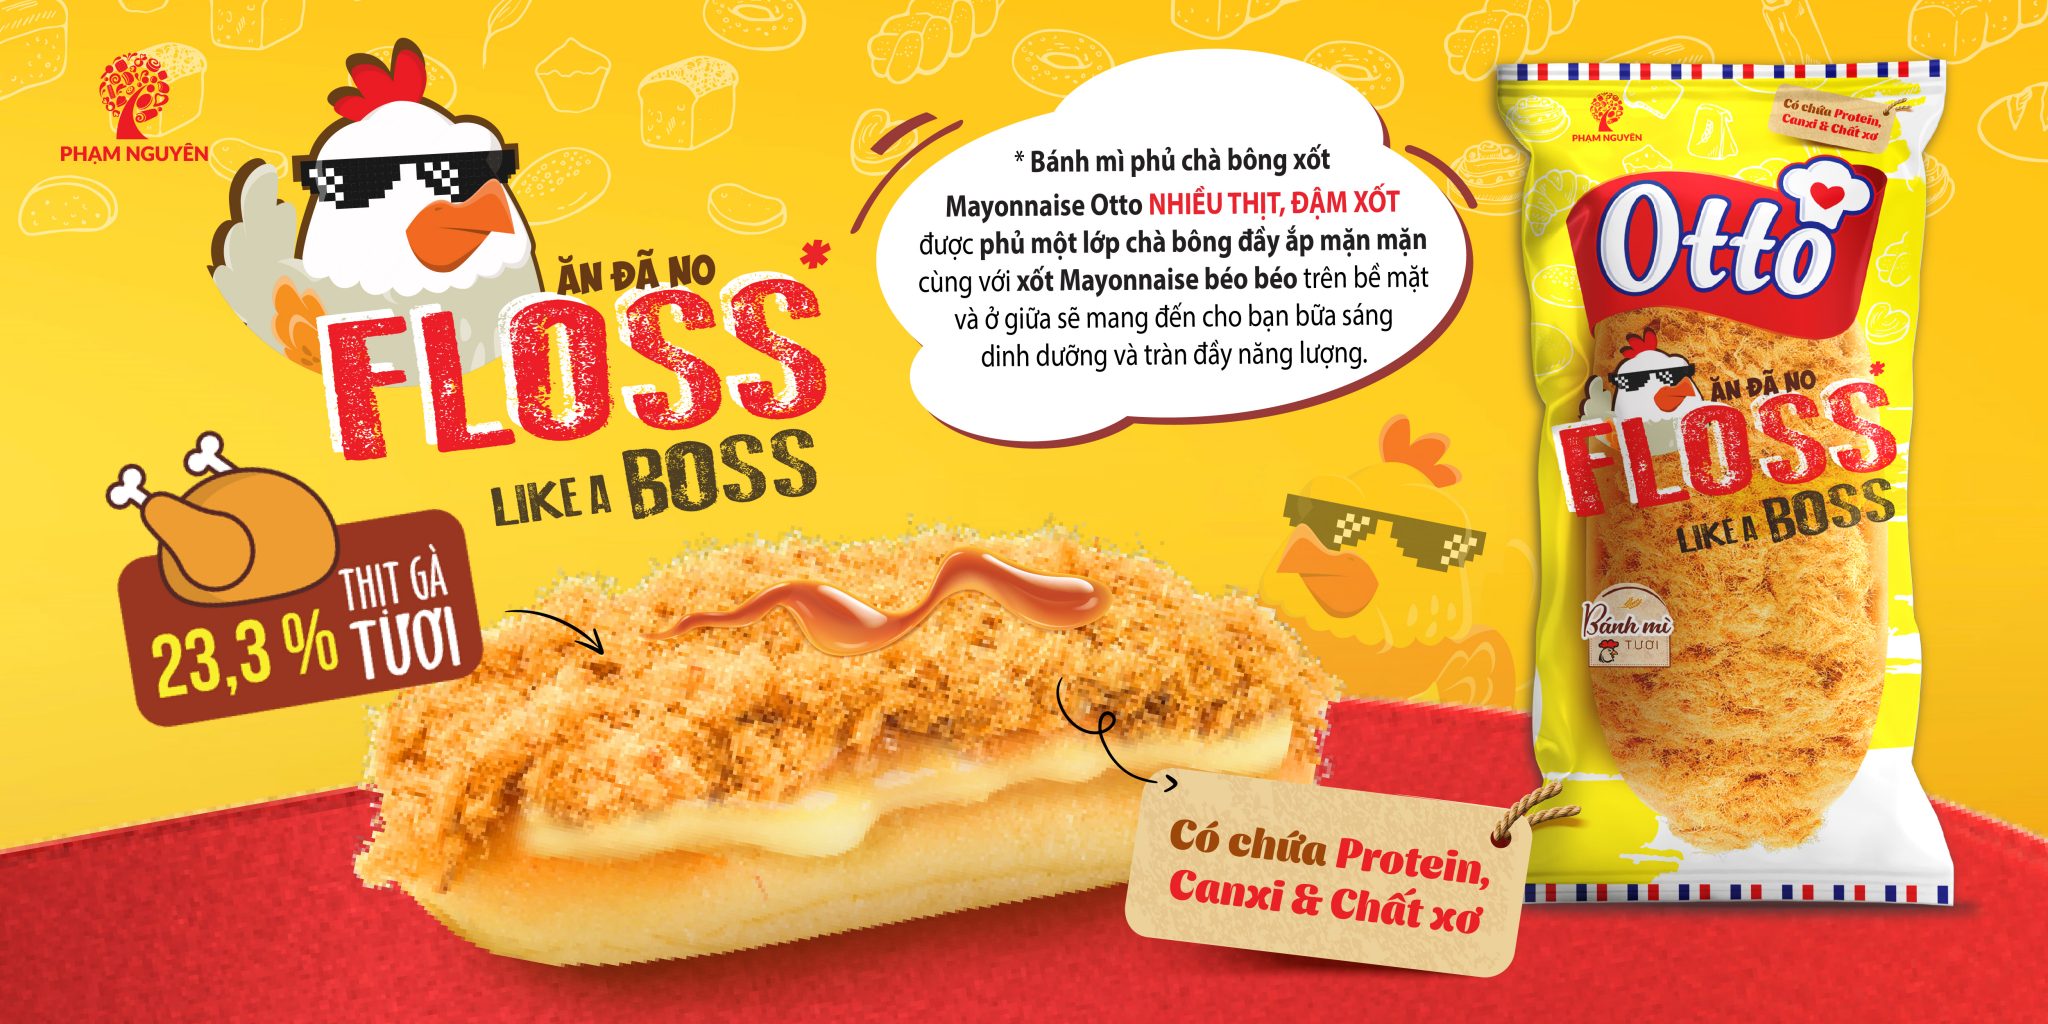 PHẠM NGUYÊN
ĂN ĐÃ NO
FLOSS*
LIKE A BOSS
23,3 %
THỊT GÀ
TƯƠI
* Bánh mì phủ chà bông xốt
Mayonnaise Otto NHIỀU THỊT, ĐẬM XỐT
được phủ một lớp chà bông đầy ắp mặn mặn
cùng với xốt Mayonnaise béo béo trên bề mặt
và ở giữa sẽ mang đến cho bạn bữa sáng
dinh dưỡng và tràn đầy năng lượng.
Có chứa Protein,
Canxi & Chất xơ
PHẠM NGUYÊN
Có chứa Protein,
Canxi & Chất xơ
Otto
ĂN ĐÃ NO
FLOSS*
LIKE A BOSS
Bánh mì
TƯƠI